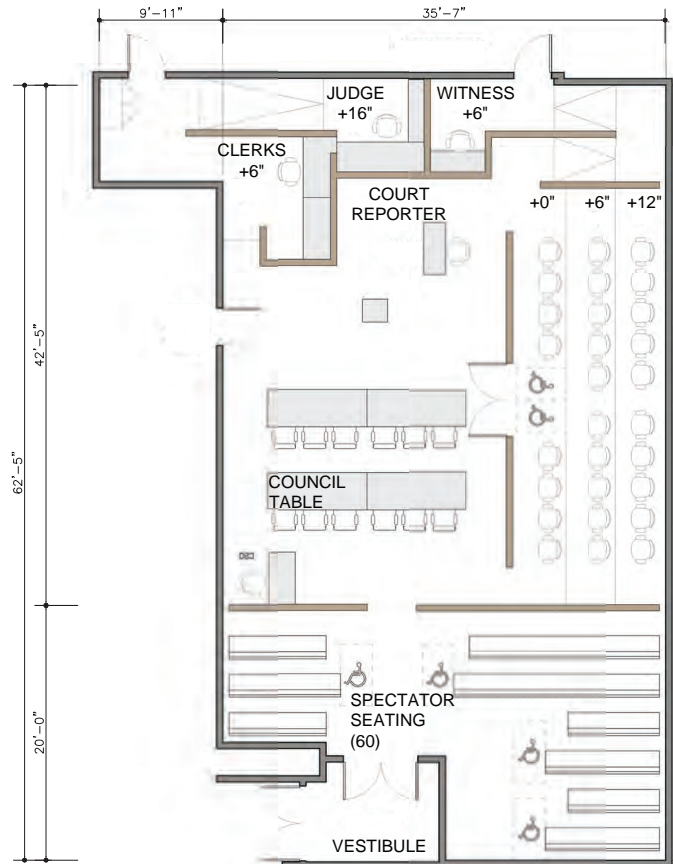 9'-11"
35'-7"
JUDGE
+16"
WITNESS
+6"
CLERKS
+6"
COURT
REPORTER
+0"
+6"
+12"
42'-5"
62'-5"
COUNCIL
TABLE
20'-0"
SPECTATOR
SEATING
(60)
VESTIBULE